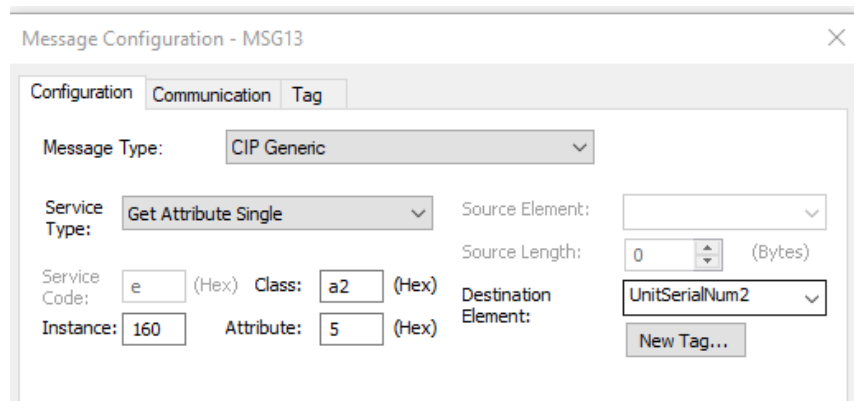 Message Configuration - MSG13
Configuration Communication Tag
Message Type: CIP Generic
Service Type: Get Attribute Single
Source Element:
Source Length: 0 (Bytes)
Service Code: e (Hex) Class: a2 (Hex)
Destination Element: UnitSerialNum2
Instance: 160 Attribute: 5 (Hex)
New Tag...